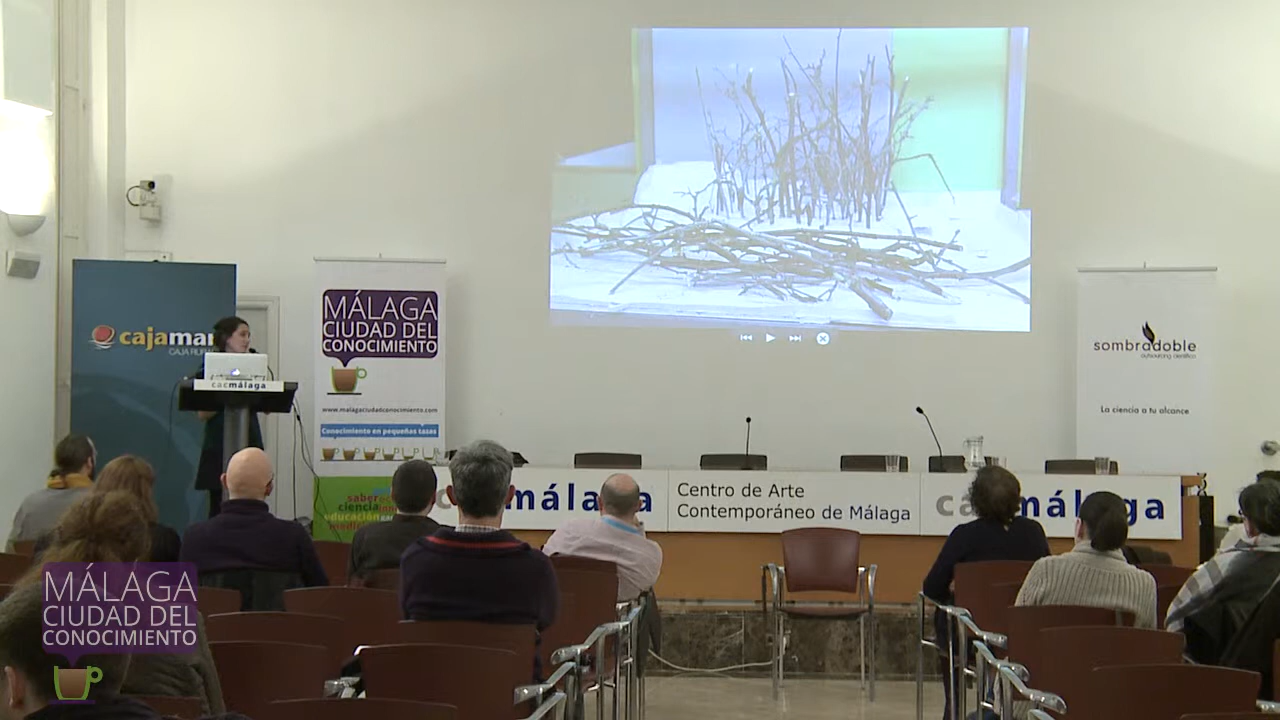 cajamar
CAJA RURAL
cacmálaga
MÁLAGA
CIUDAD DEL
CONOCIMIENTO
www.malagaciudadconocimiento.com
Conocimiento en pequeñas tazas
saber
ciencia
educación
sombradoble
outsourcing científico
La ciencia a tu alcance
málaga
Centro de Arte
Contemporáneo de Málaga
cacmálaga
MÁLAGA
CIUDAD DEL
CONOCIMIENTO